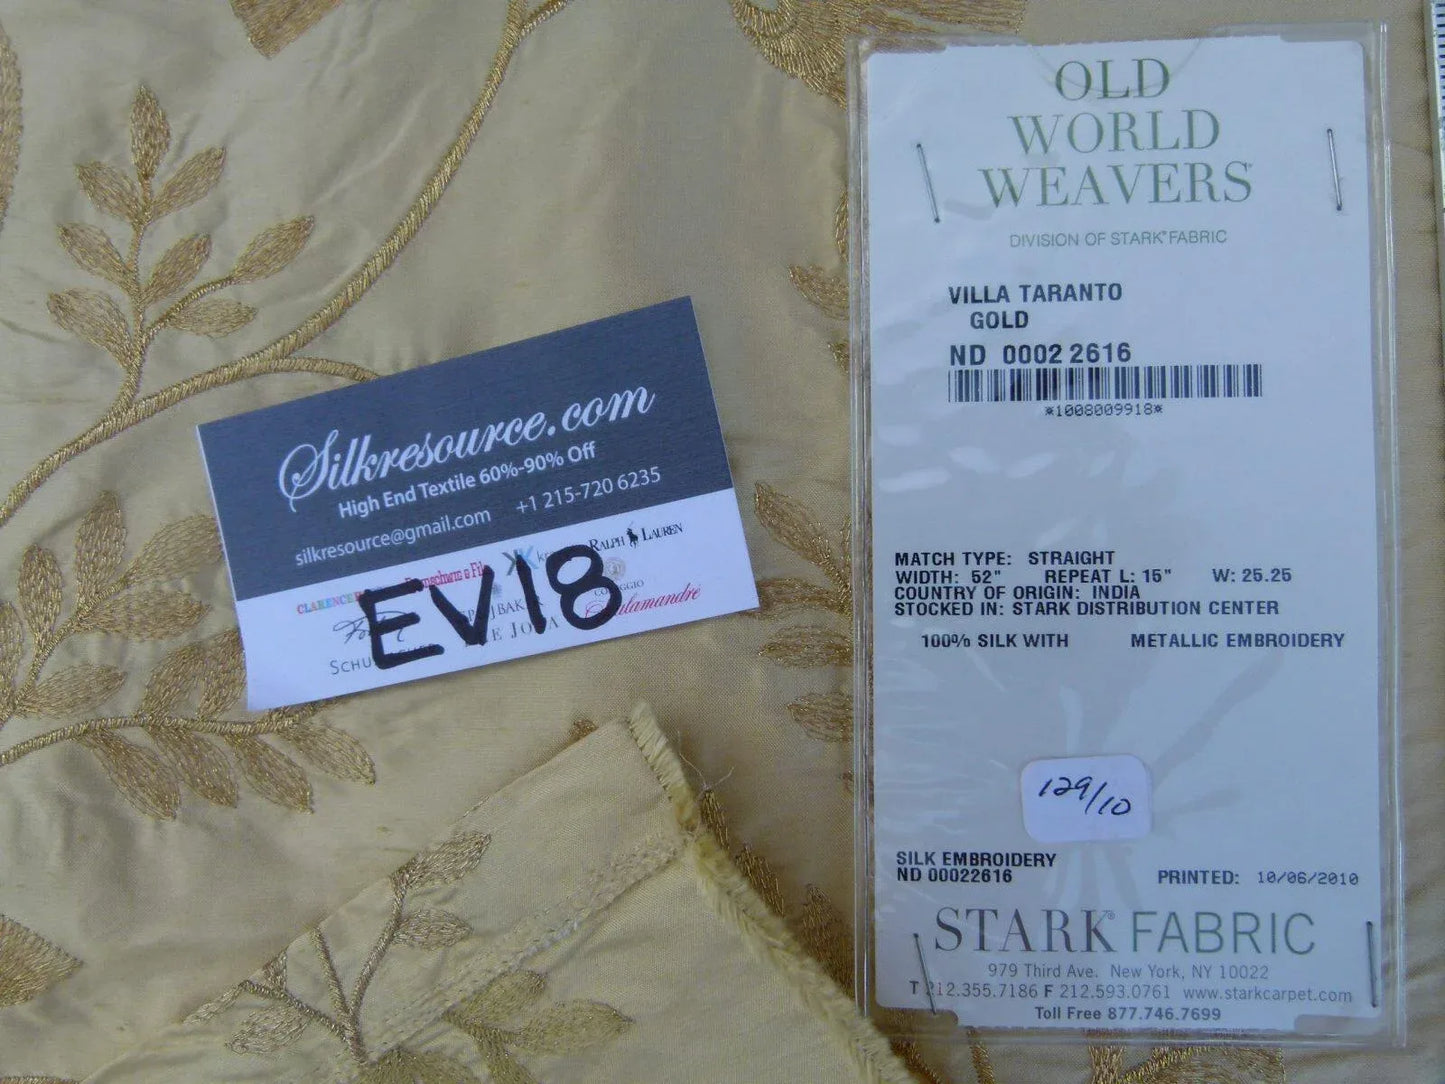 Silkresource.com
High End Textile 60%-90% Off
silkresource@gmail.com +1 215-720 6235
RALPH LAUREN
EV18
OLD
WORLD
WEAVERS
DIVISION OF STARK® FABRIC
VILLA TARANTO
GOLD
ND 0002 2616
*1008009918*
MATCH TYPE: STRAIGHT
WIDTH: 52" REPEAT L: 15" W: 25.25
COUNTRY OF ORIGIN: INDIA
STOCKED IN: STARK DISTRIBUTION CENTER
100% SILK WITH METALLIC EMBROIDERY
129/10
SILK EMBROIDERY
ND 00022616 PRINTED: 10/06/2010
STARK® FABRIC
979 Third Ave. New York, NY 10022
T 212.355.7186 F 212.593.0761 www.starkcarpet.com
Toll Free 877.746.7699